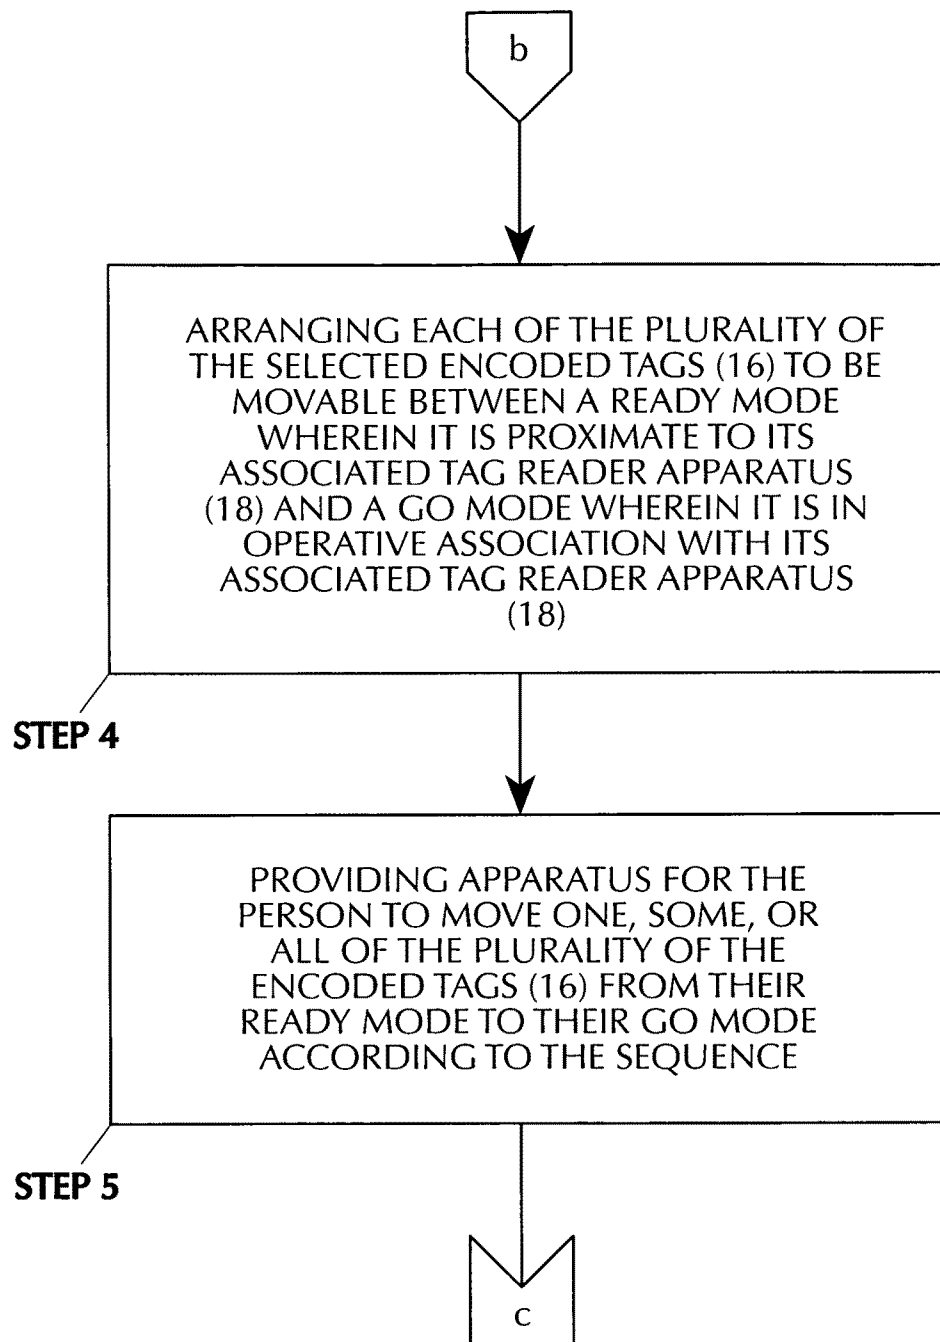 b
ARRANGING EACH OF THE PLURALITY OF
THE SELECTED ENCODED TAGS (16) TO BE
MOVABLE BETWEEN A READY MODE
WHEREIN IT IS PROXIMATE TO ITS
ASSOCIATED TAG READER APPARATUS
(18) AND A GO MODE WHEREIN IT IS IN
OPERATIVE ASSOCIATION WITH ITS
ASSOCIATED TAG READER APPARATUS
(18)
STEP 4
PROVIDING APPARATUS FOR THE
PERSON TO MOVE ONE, SOME, OR
ALL OF THE PLURALITY OF THE
ENCODED TAGS (16) FROM THEIR
READY MODE TO THEIR GO MODE
ACCORDING TO THE SEQUENCE
STEP 5
c